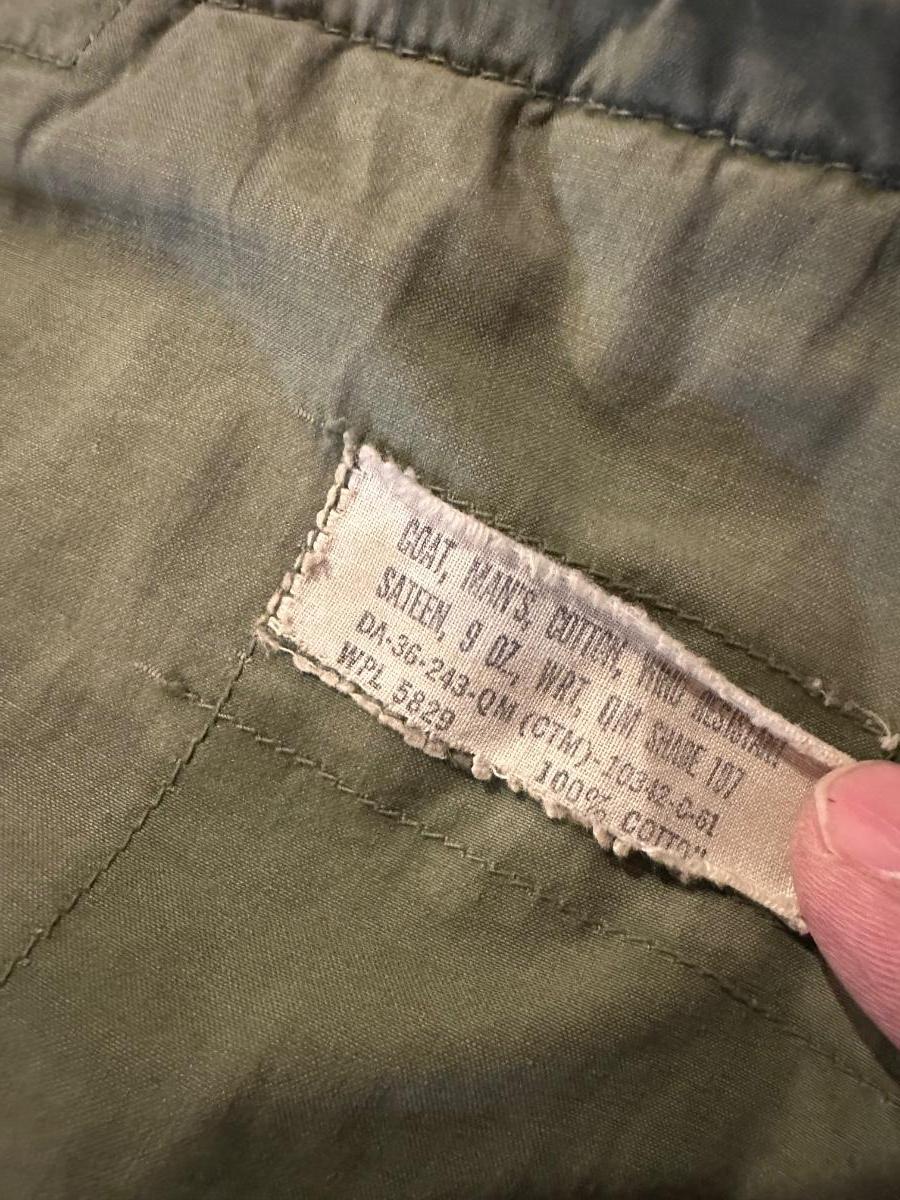 COAT, MAN'S, COTTON, WIND RESISTANT
SATEEN, 9 OZ., WRT, QM SHADE 107
DA-36-243-QM (CTM)-10342-C-61
WPL 5829
100% COTTON